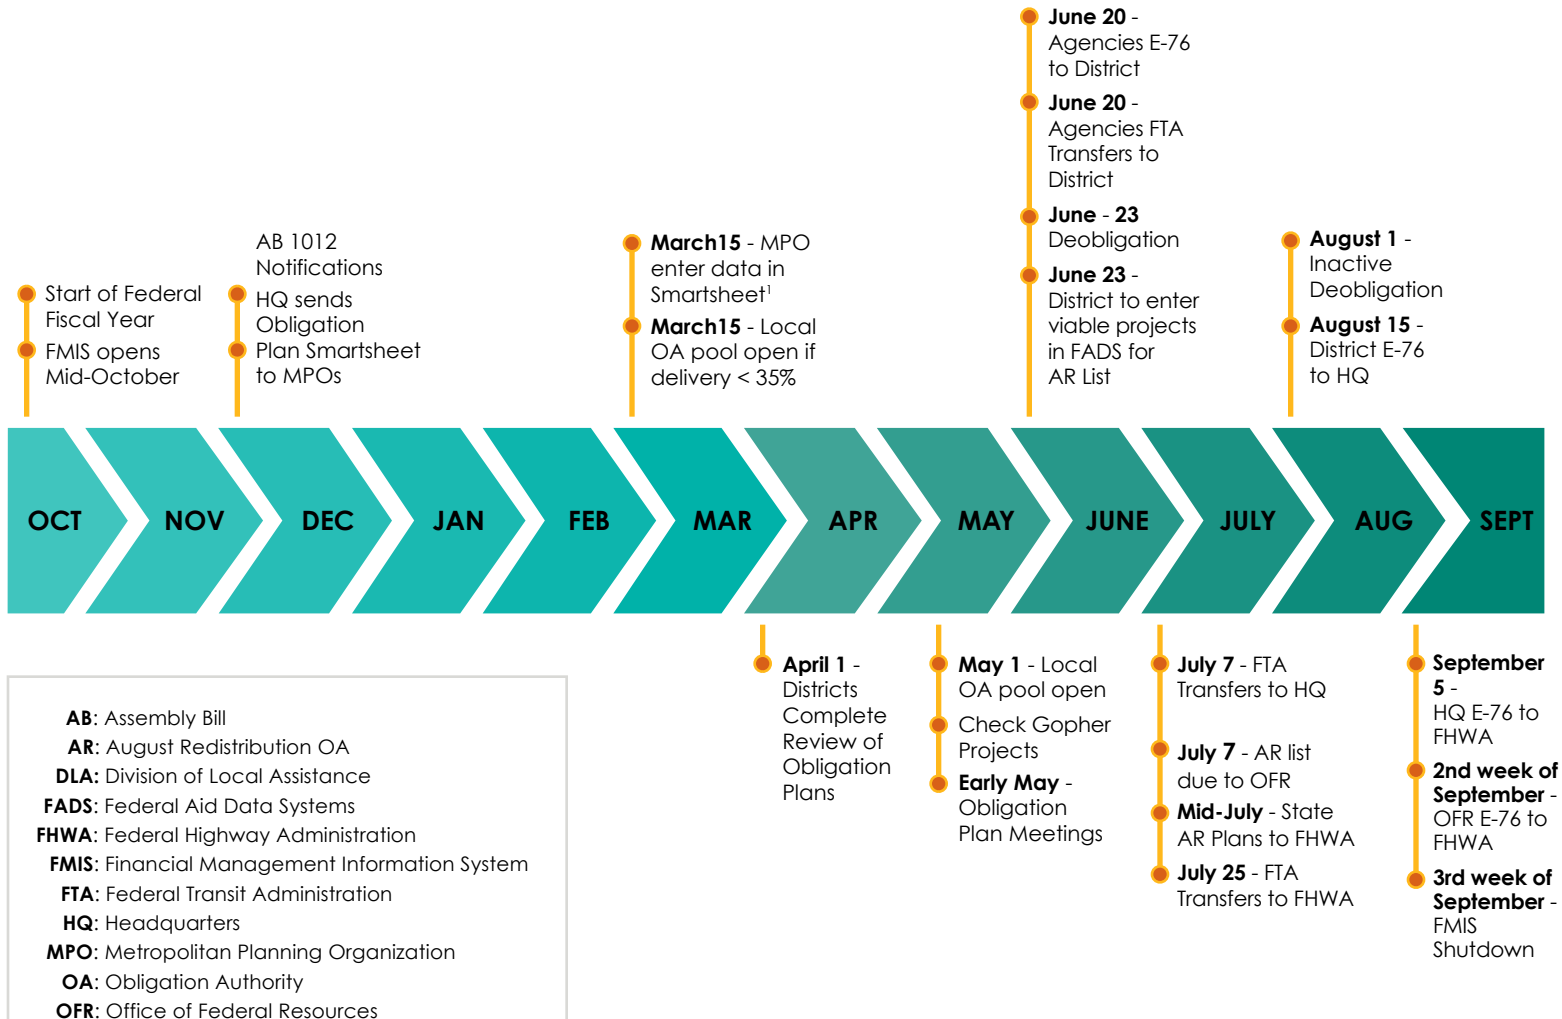 Start of Federal
Fiscal Year
FMIS opens
Mid-October
AB 1012
Notifications
HQ sends
Obligation
Plan Smartsheet
to MPOs
March15 - MPO
enter data in
Smartsheet¹
March15 - Local
OA pool open if
delivery < 35%
June 20 -
Agencies E-76
to District
June 20 -
Agencies FTA
Transfers to
District
June - 23
Deobligation
June 23 -
District to enter
viable projects
in FADS for
AR List
August 1 -
Inactive
Deobligation
August 15 -
District E-76
to HQ
OCT
NOV
DEC
JAN
FEB
MAR
APR
MAY
JUNE
JULY
AUG
SEPT
April 1 -
Districts
Complete
Review of
Obligation
Plans
May 1 - Local
OA pool open
Check Gopher
Projects
Early May -
Obligation
Plan Meetings
July 7 - FTA
Transfers to HQ
July 7 - AR list
due to OFR
Mid-July - State
AR Plans to FHWA
July 25 - FTA
Transfers to FHWA
September
5 -
HQ E-76 to
FHWA
2nd week of
September -
OFR E-76 to
FHWA
3rd week of
September -
FMIS
Shutdown
AB: Assembly Bill
AR: August Redistribution OA
DLA: Division of Local Assistance
FADS: Federal Aid Data Systems
FHWA: Federal Highway Administration
FMIS: Financial Management Information System
FTA: Federal Transit Administration
HQ: Headquarters
MPO: Metropolitan Planning Organization
OA: Obligation Authority
OFR: Office of Federal Resources